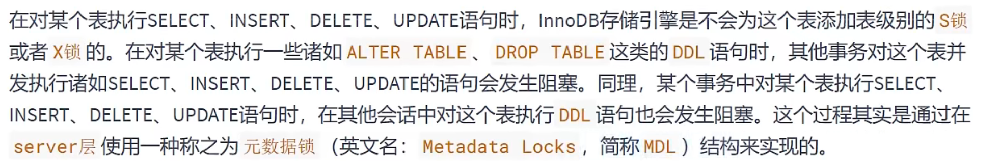 在对某个表执行SELECT、INSERT、DELETE、UPDATE语句时，InnoDB存储引擎是不会为这个表添加表级别的 S锁
或者 X锁 的。在对某个表执行一些诸如 ALTER TABLE 、 DROP TABLE 这类的 DDL 语句时，其他事务对这个表并
发执行诸如SELECT、INSERT、DELETE、UPDATE的语句会发生阻塞。同理，某个事务中对某个表执行SELECT、
INSERT、DELETE、UPDATE语句时，在其他会话中对这个表执行 DDL 语句也会发生阻塞。这个过程其实是通过在
server层 使用一种称之为 元数据锁 （英文名： Metadata Locks ，简称 MDL ）结构来实现的。